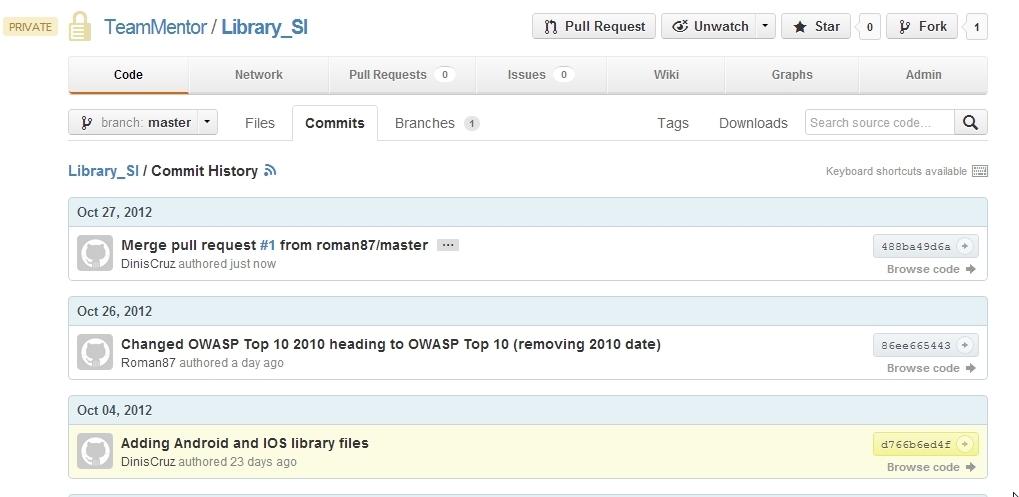 PRIVATE TeamMentor / Library_SI Pull Request Unwatch Star 0 Fork 1
Code Network Pull Requests 0 Issues 0 Wiki Graphs Admin
branch: master Files Commits Branches 1 Tags Downloads Search source code...
Library_SI / Commit History Keyboard shortcuts available
Oct 27, 2012
Merge pull request #1 from roman87/master ... 488ba49d6a
DinisCruz authored just now Browse code
Oct 26, 2012
Changed OWASP Top 10 2010 heading to OWASP Top 10 (removing 2010 date) 86ee665443
Roman87 authored a day ago Browse code
Oct 04, 2012
Adding Android and IOS library files d766b6ed4f
DinisCruz authored 23 days ago Browse code